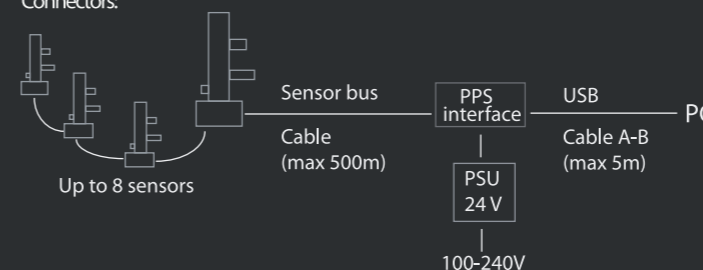 Connectors:
Sensor bus
Cable
(max 500m)
Up to 8 sensors
PPS
interface
PSU
24 V
100-240V
USB
Cable A-B
(max 5m)